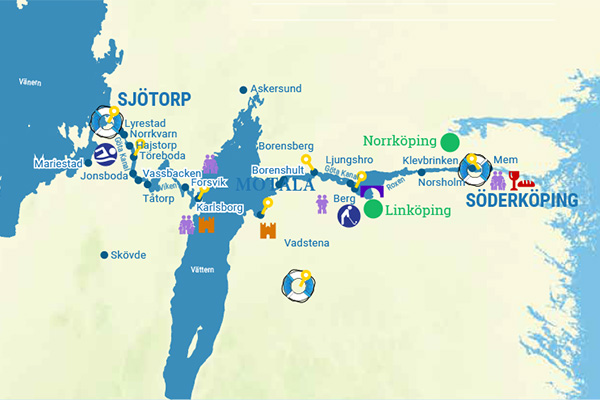 Vänern
SJÖTORP
Lyrestad
Norrkvarn
Hajstorp
Töreboda
Göta Kanal
Mariestad
Jonsboda
Vassbacken
Tåtorp
Viken
Forsvik
Karlsborg
Skövde
Vättern
Askersund
Borensberg
Borenshult
MOTALA
Vadstena
Ljungshro
Göta Kanal
Berg
Roxen
Norrköping
Linköping
Klevbrinken
Norsholm
Mem
SÖDERKÖPING